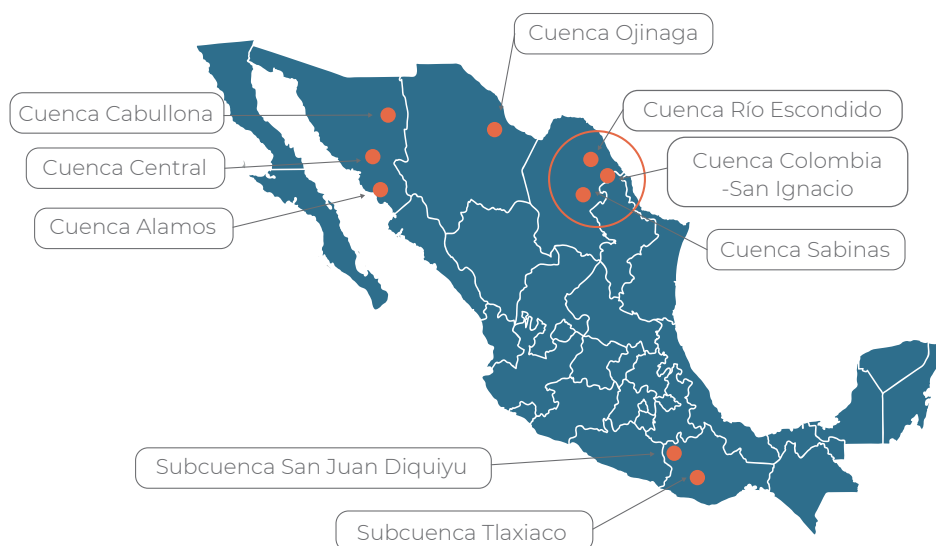 Cuenca Ojinaga
Cuenca Cabullona
Cuenca Río Escondido
Cuenca Central
Cuenca Colombia
-San Ignacio
Cuenca Alamos
Cuenca Sabinas
Subcuenca San Juan Diquiyu
Subcuenca Tlaxiaco